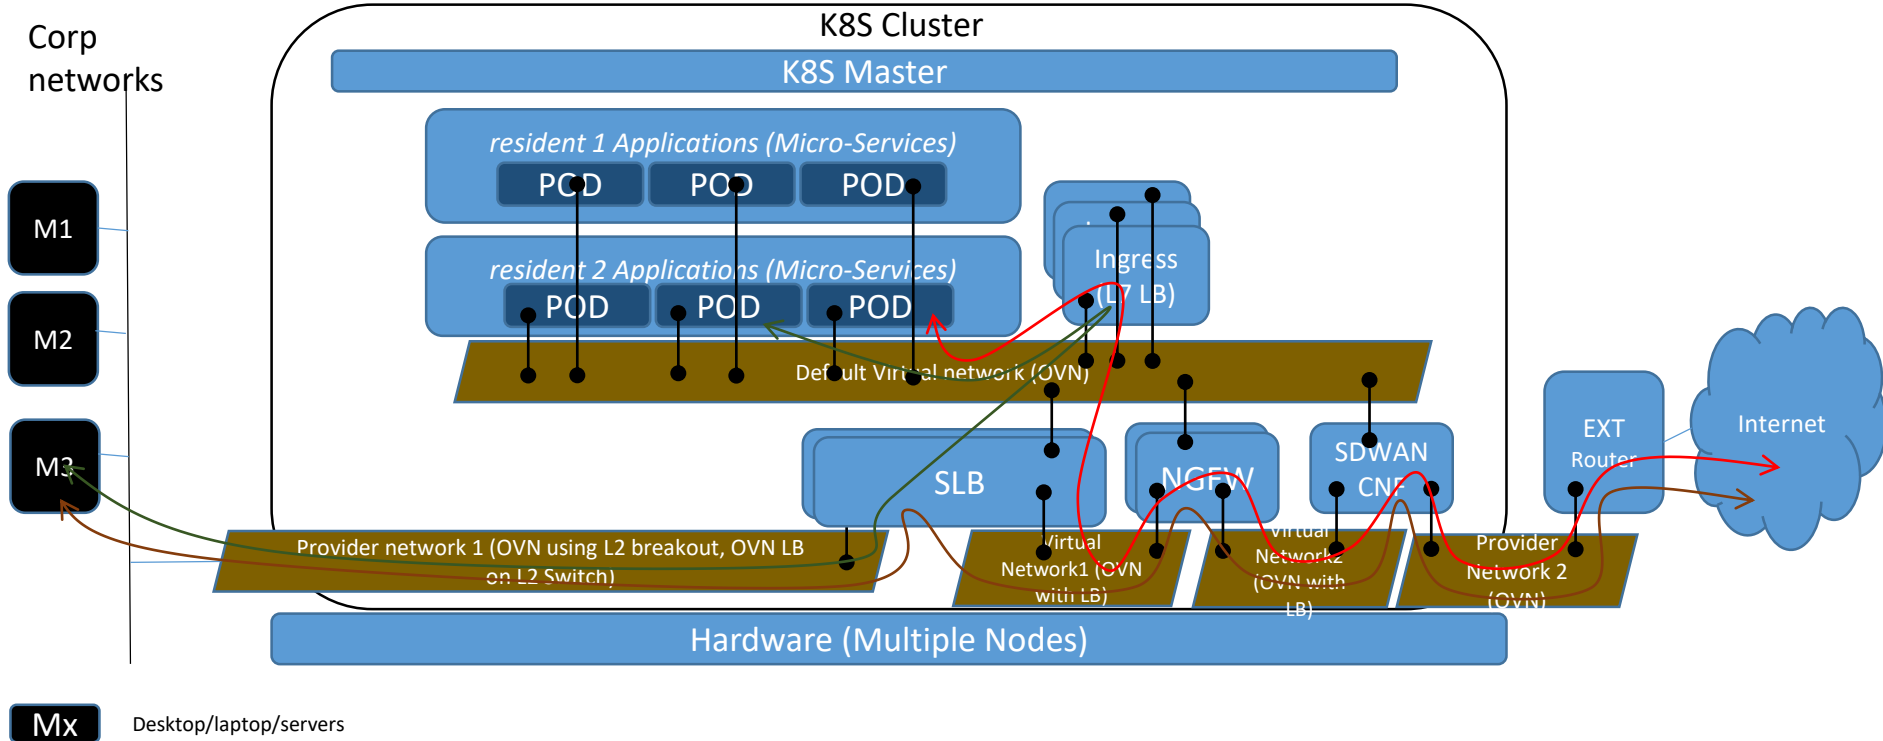 K8S Cluster
Corp
networks
K8S Master
resident 1 Applications (Micro-Services)
POD
POD
POD
M1
resident 2 Applications (Micro-Services)
POD
POD
POD
Ingress
(L7 LB)
M2
Default Virtual network (OVN)
M3
SLB
NGFW
SDWAN
CNF
EXT
Router
Internet
Provider network 1 (OVN using L2 breakout, OVN LB
on L2 Switch)
Virtual
Network1 (OVN
with LB)
Virtual
Network2
(OVN with
LB)
Provider
Network 2
(OVN)
Hardware (Multiple Nodes)
Mx
Desktop/laptop/servers